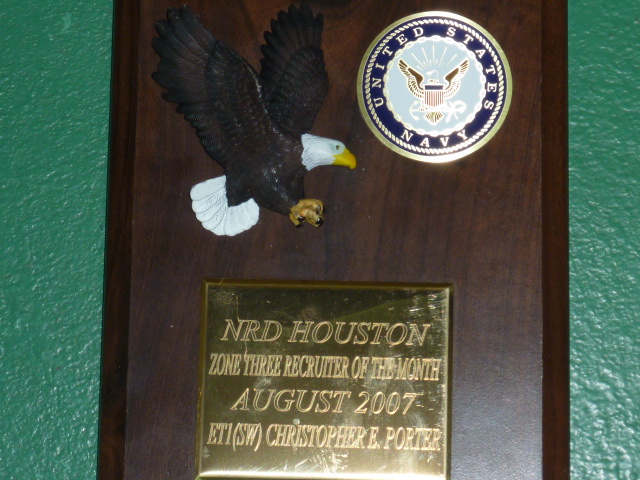 UNITED STATES
NAVY
NRD HOUSTON
ZONE THREE RECRUITER OF THE MONTH
AUGUST 2007
ET1(SW) CHRISTOPHER E. PORTER